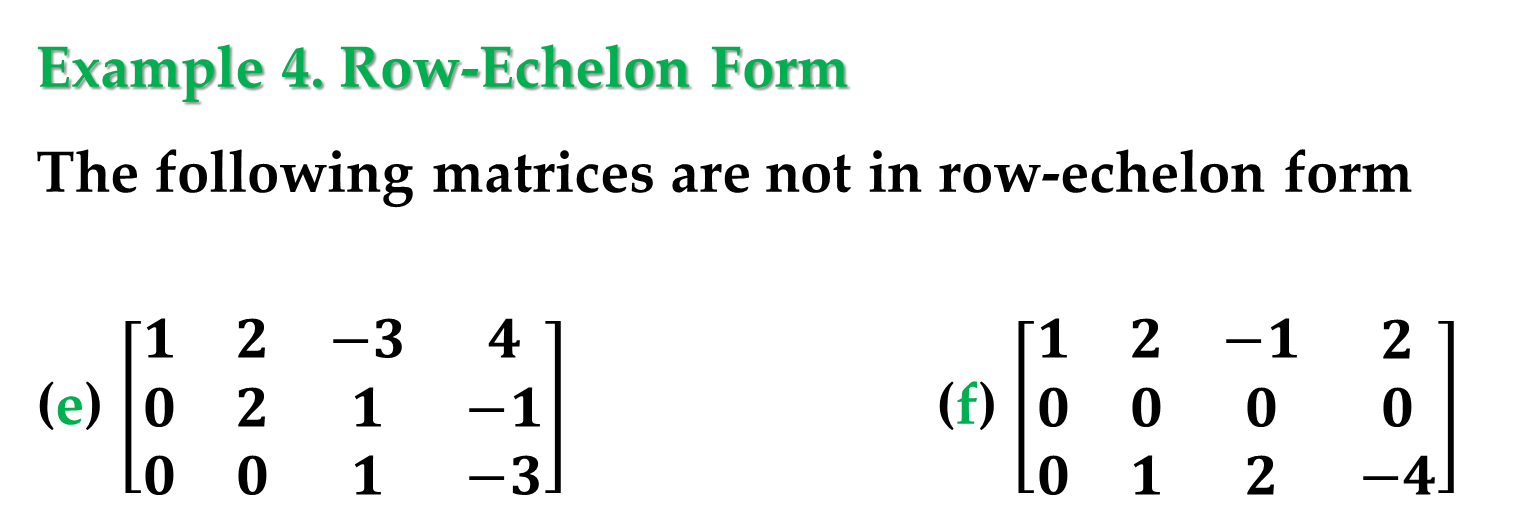 Example 4. Row-Echelon Form
The following matrices are not in row-echelon form
(e) [1 2 −3 4
0 2 1 −1
0 0 1 −3]
(f) [1 2 −1 2
0 0 0 0
0 1 2 −4]